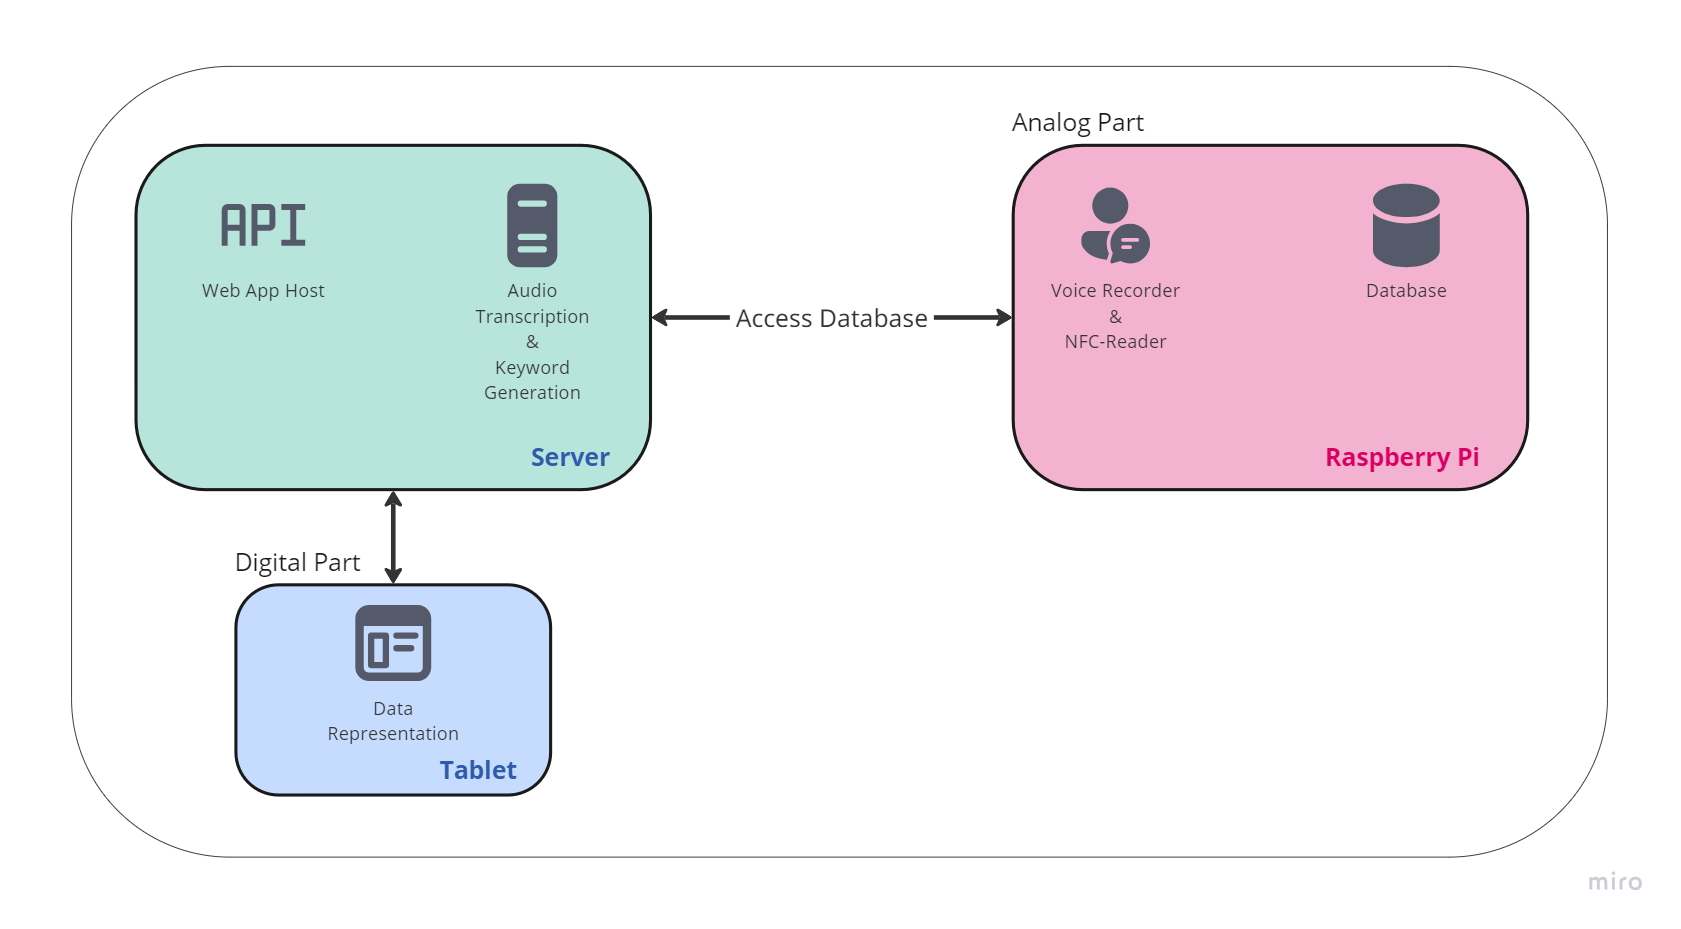 Analog Part
API
Web App Host
Audio
Transcription
&
Keyword
Generation
Server
Access Database
Voice Recorder
&
NFC-Reader
Database
Raspberry Pi
Digital Part
Data
Representation
Tablet
miro